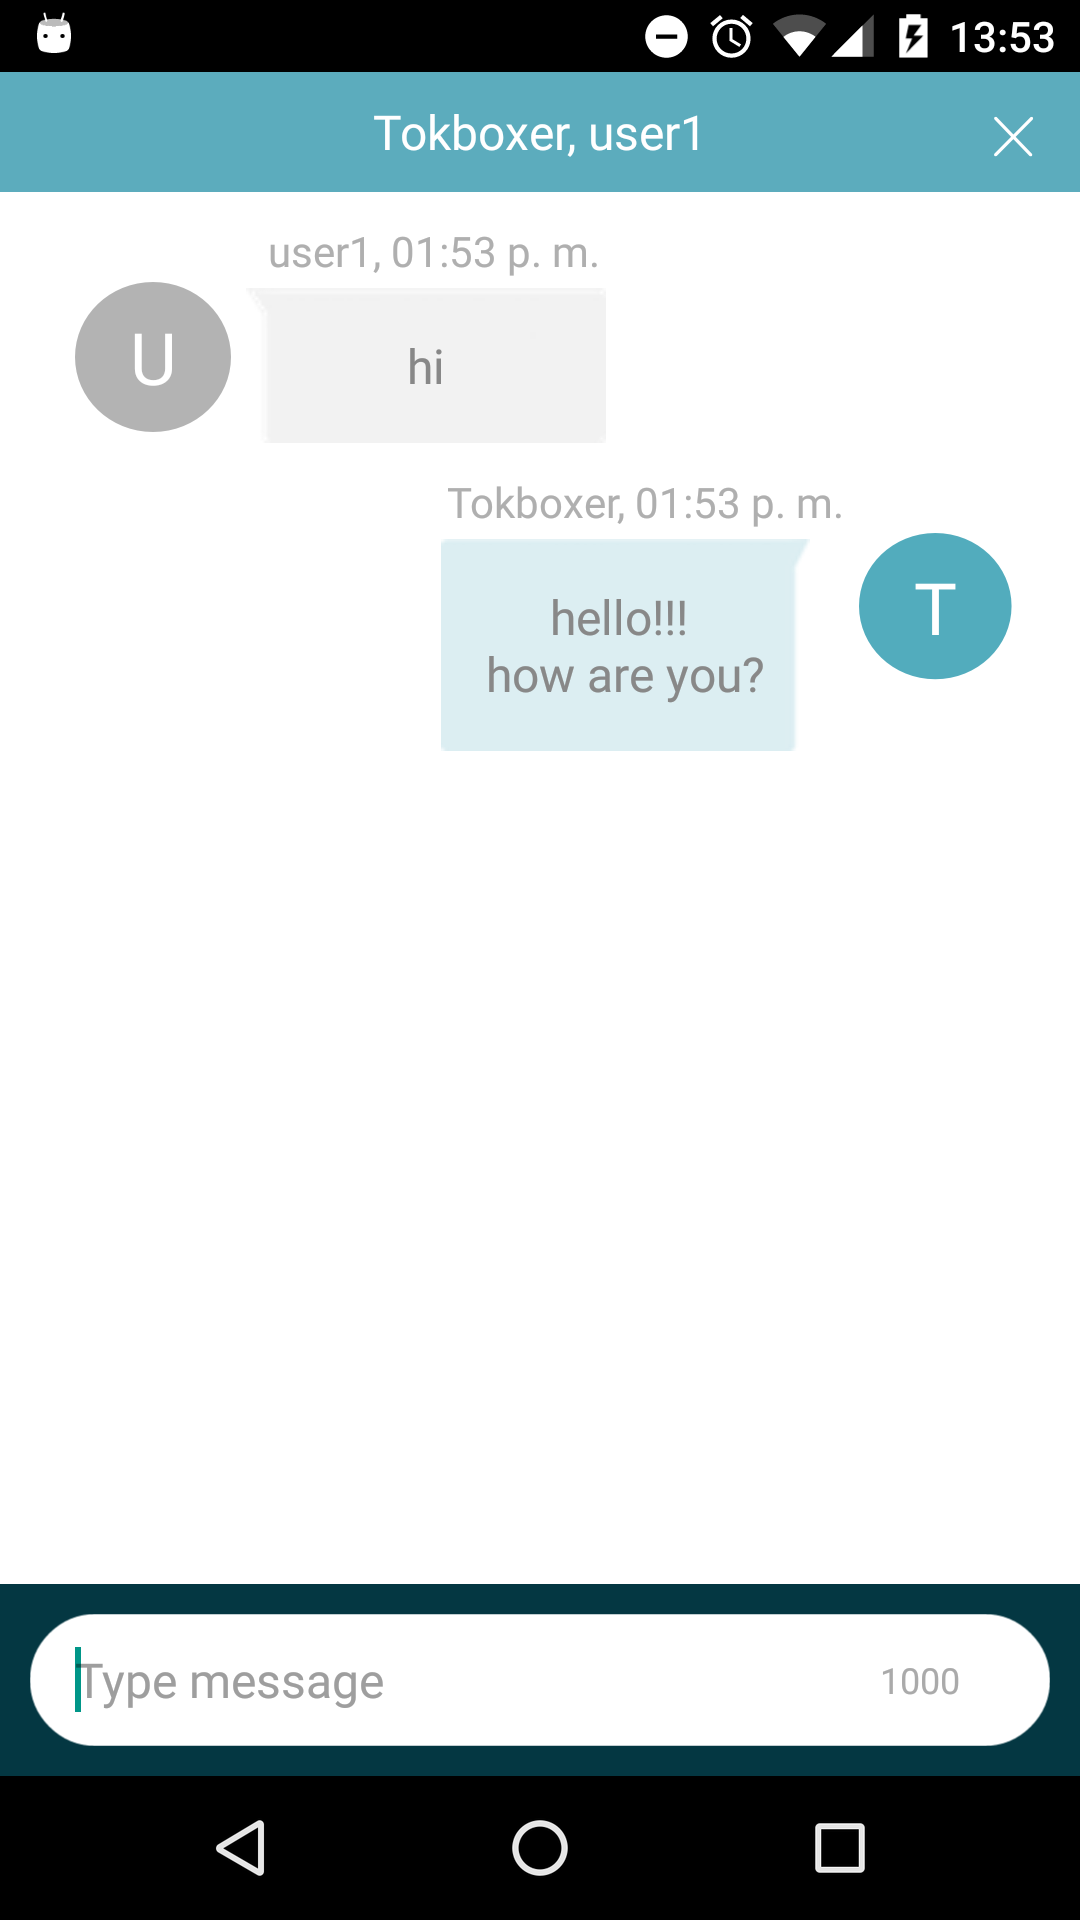 13:53
Tokboxer, user1
user1, 01:53 p. m.
U
hi
Tokboxer, 01:53 p. m.
T
hello!!!
how are you?
Type message
1000